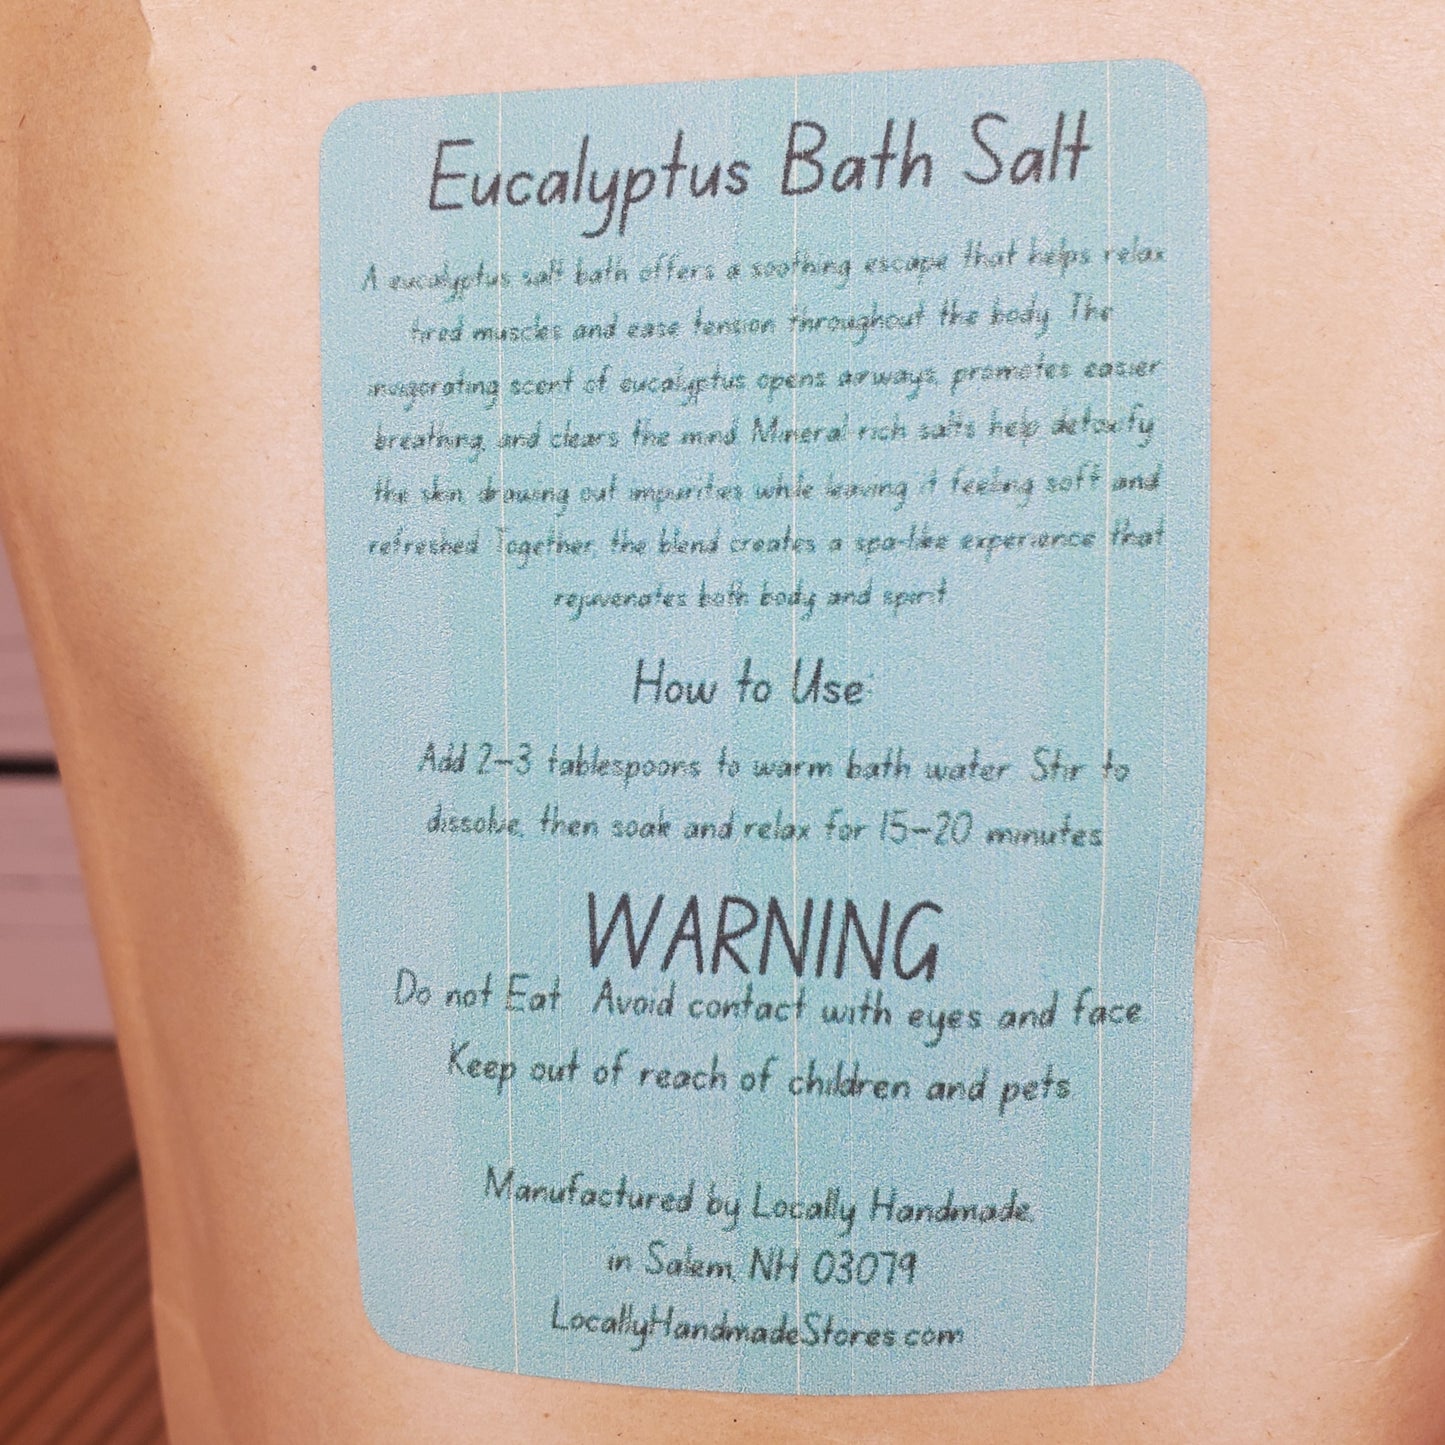 Eucalyptus Bath Salt
A eucalyptus salt bath offers a soothing escape that helps relax
tired muscles and ease tension throughout the body. The
invigorating scent of eucalyptus opens airways, promotes easier
breathing, and clears the mind. Mineral-rich salts help detoxify
the skin, drawing out impurities while leaving it feeling soft and
refreshed. Together, the blend creates a spa-like experience that
rejuvenates both body and spirit.
How to Use:
Add 2-3 tablespoons to warm bath water. Stir to
dissolve, then soak and relax for 15-20 minutes.
WARNING
Do not Eat. Avoid contact with eyes and face.
Keep out of reach of children and pets.
Manufactured by Locally Handmade,
in Salem, NH 03079
LocallyHandmadeStores.com